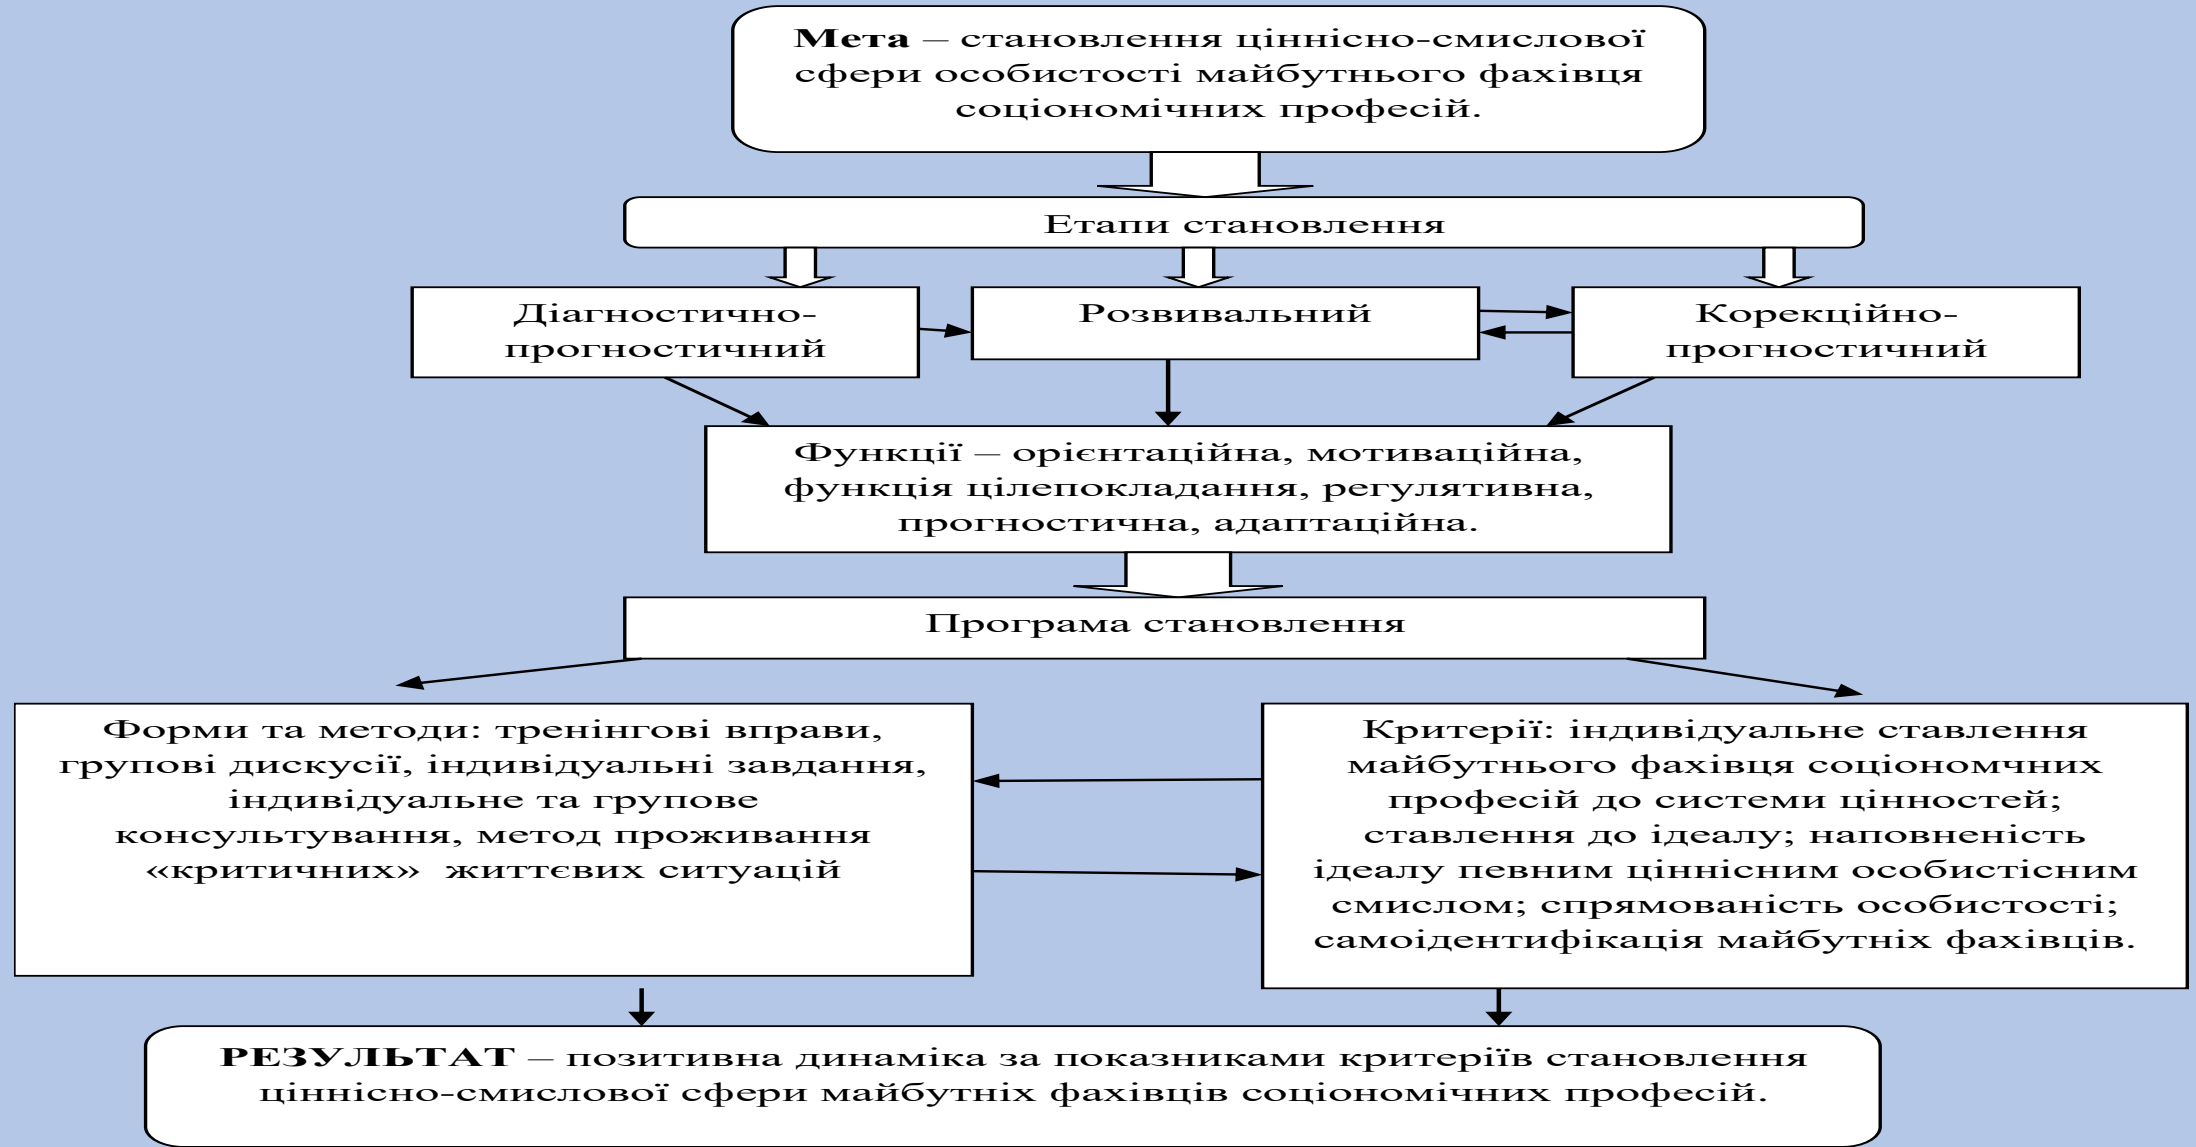 Мета – становлення ціннісно-смислової
сфери особистості майбутнього фахівця
соціономічних професій.
Етапи становлення
Діагностично-
прогностичний
Розвивальний
Корекційно-
прогностичний
Функції – орієнтаційна, мотиваційна,
функція цілепокладання, регулятивна,
прогностична, адаптаційна.
Програма становлення
Форми та методи: тренінгові вправи,
групові дискусії, індивідуальні завдання,
індивідуальне та групове
консультування, метод проживання
«критичних» життєвих ситуацій
Критерії: індивідуальне ставлення
майбутнього фахівця соціономчних
професій до системи цінностей;
ставлення до ідеалу; наповненість
ідеалу певним ціннісним особистісним
смислом; спрямованість особистості;
самоідентифікація майбутніх фахівців.
РЕЗУЛЬТАТ – позитивна динаміка за показниками критеріїв становлення
ціннісно-смислової сфери майбутніх фахівців соціономічних професій.